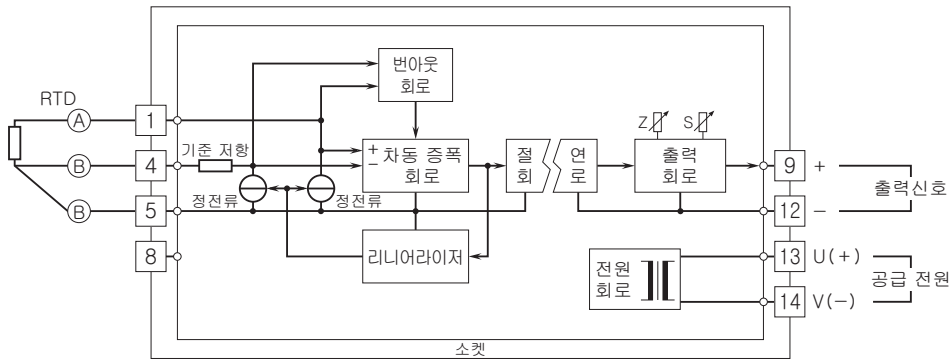 번아웃
회로
RTD
A
1
Z
S
B
4
기준 저항
+
−
차동 증폭
회로
절
회
연
로
출력
회로
9
+
출력신호
B
5
정전류
정전류
12
−
8
리니어라이저
전원
회로
13
U(+)
공급 전원
14
V(−)
소켓